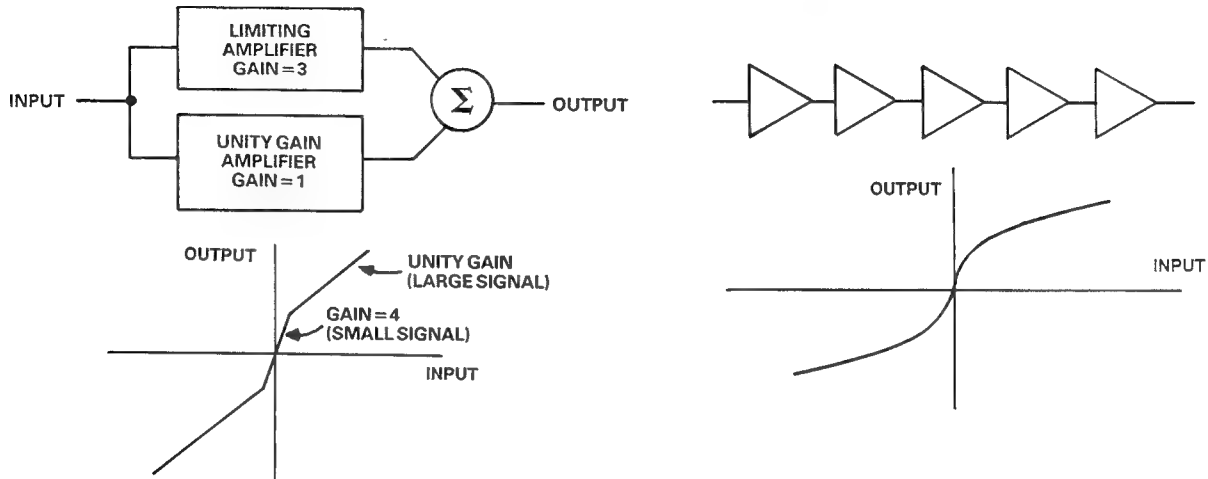 LIMITING
AMPLIFIER
GAIN=3
INPUT
Σ
OUTPUT
UNITY GAIN
AMPLIFIER
GAIN=1
OUTPUT
UNITY GAIN
(LARGE SIGNAL)
GAIN=4
(SMALL SIGNAL)
INPUT
OUTPUT
INPUT